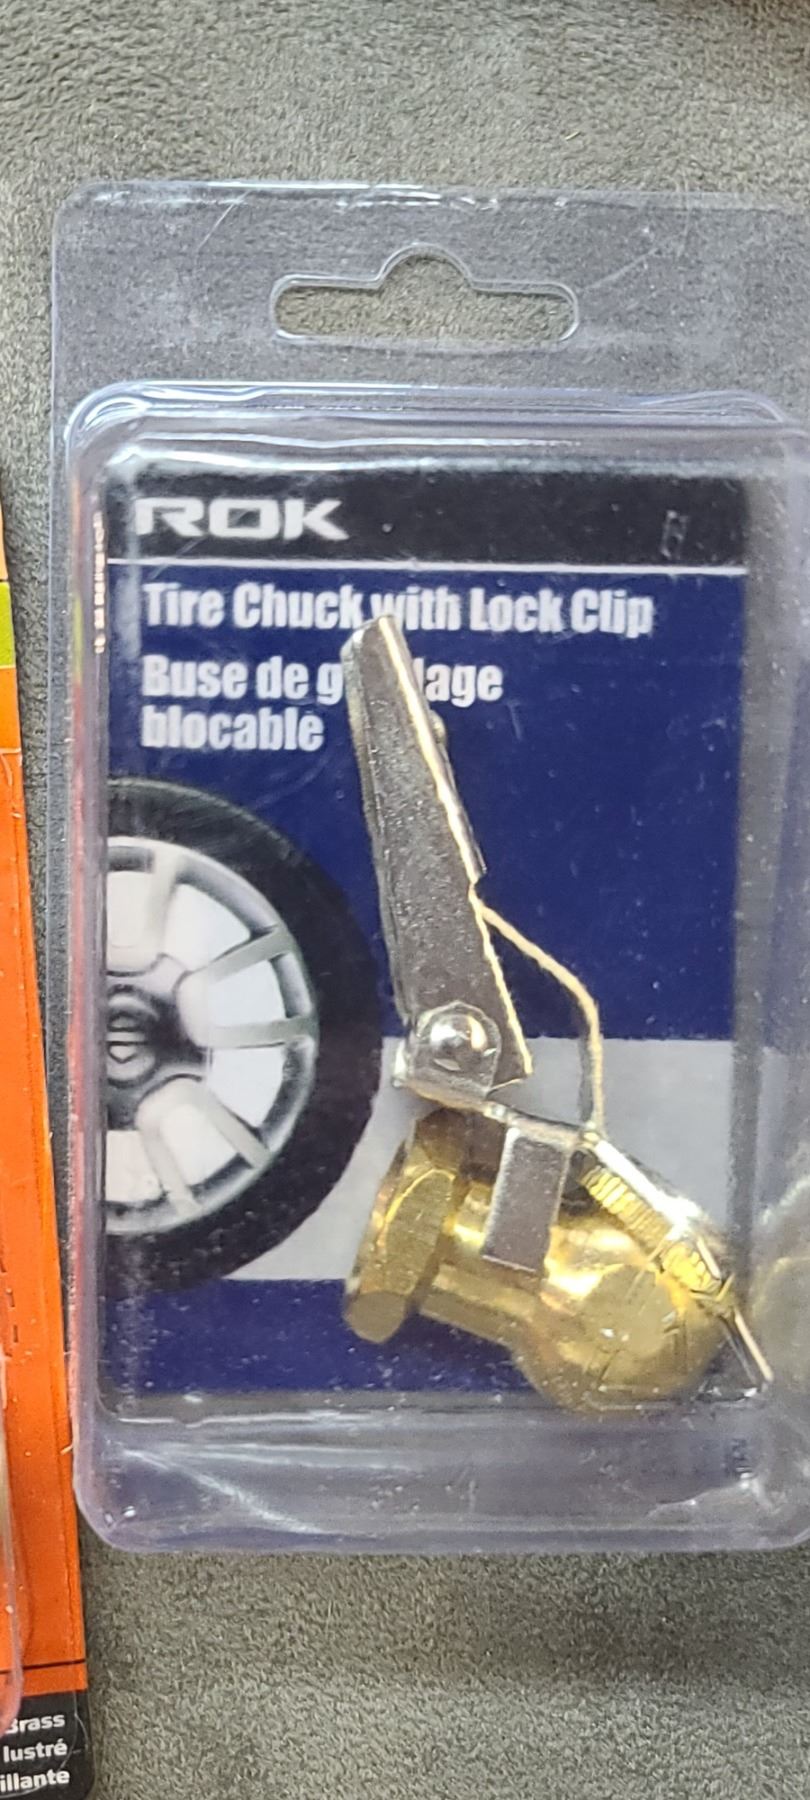 ROK
Tire Chuck with Lock Clip
Buse de g lage
blocable
Brass
lustré
illante